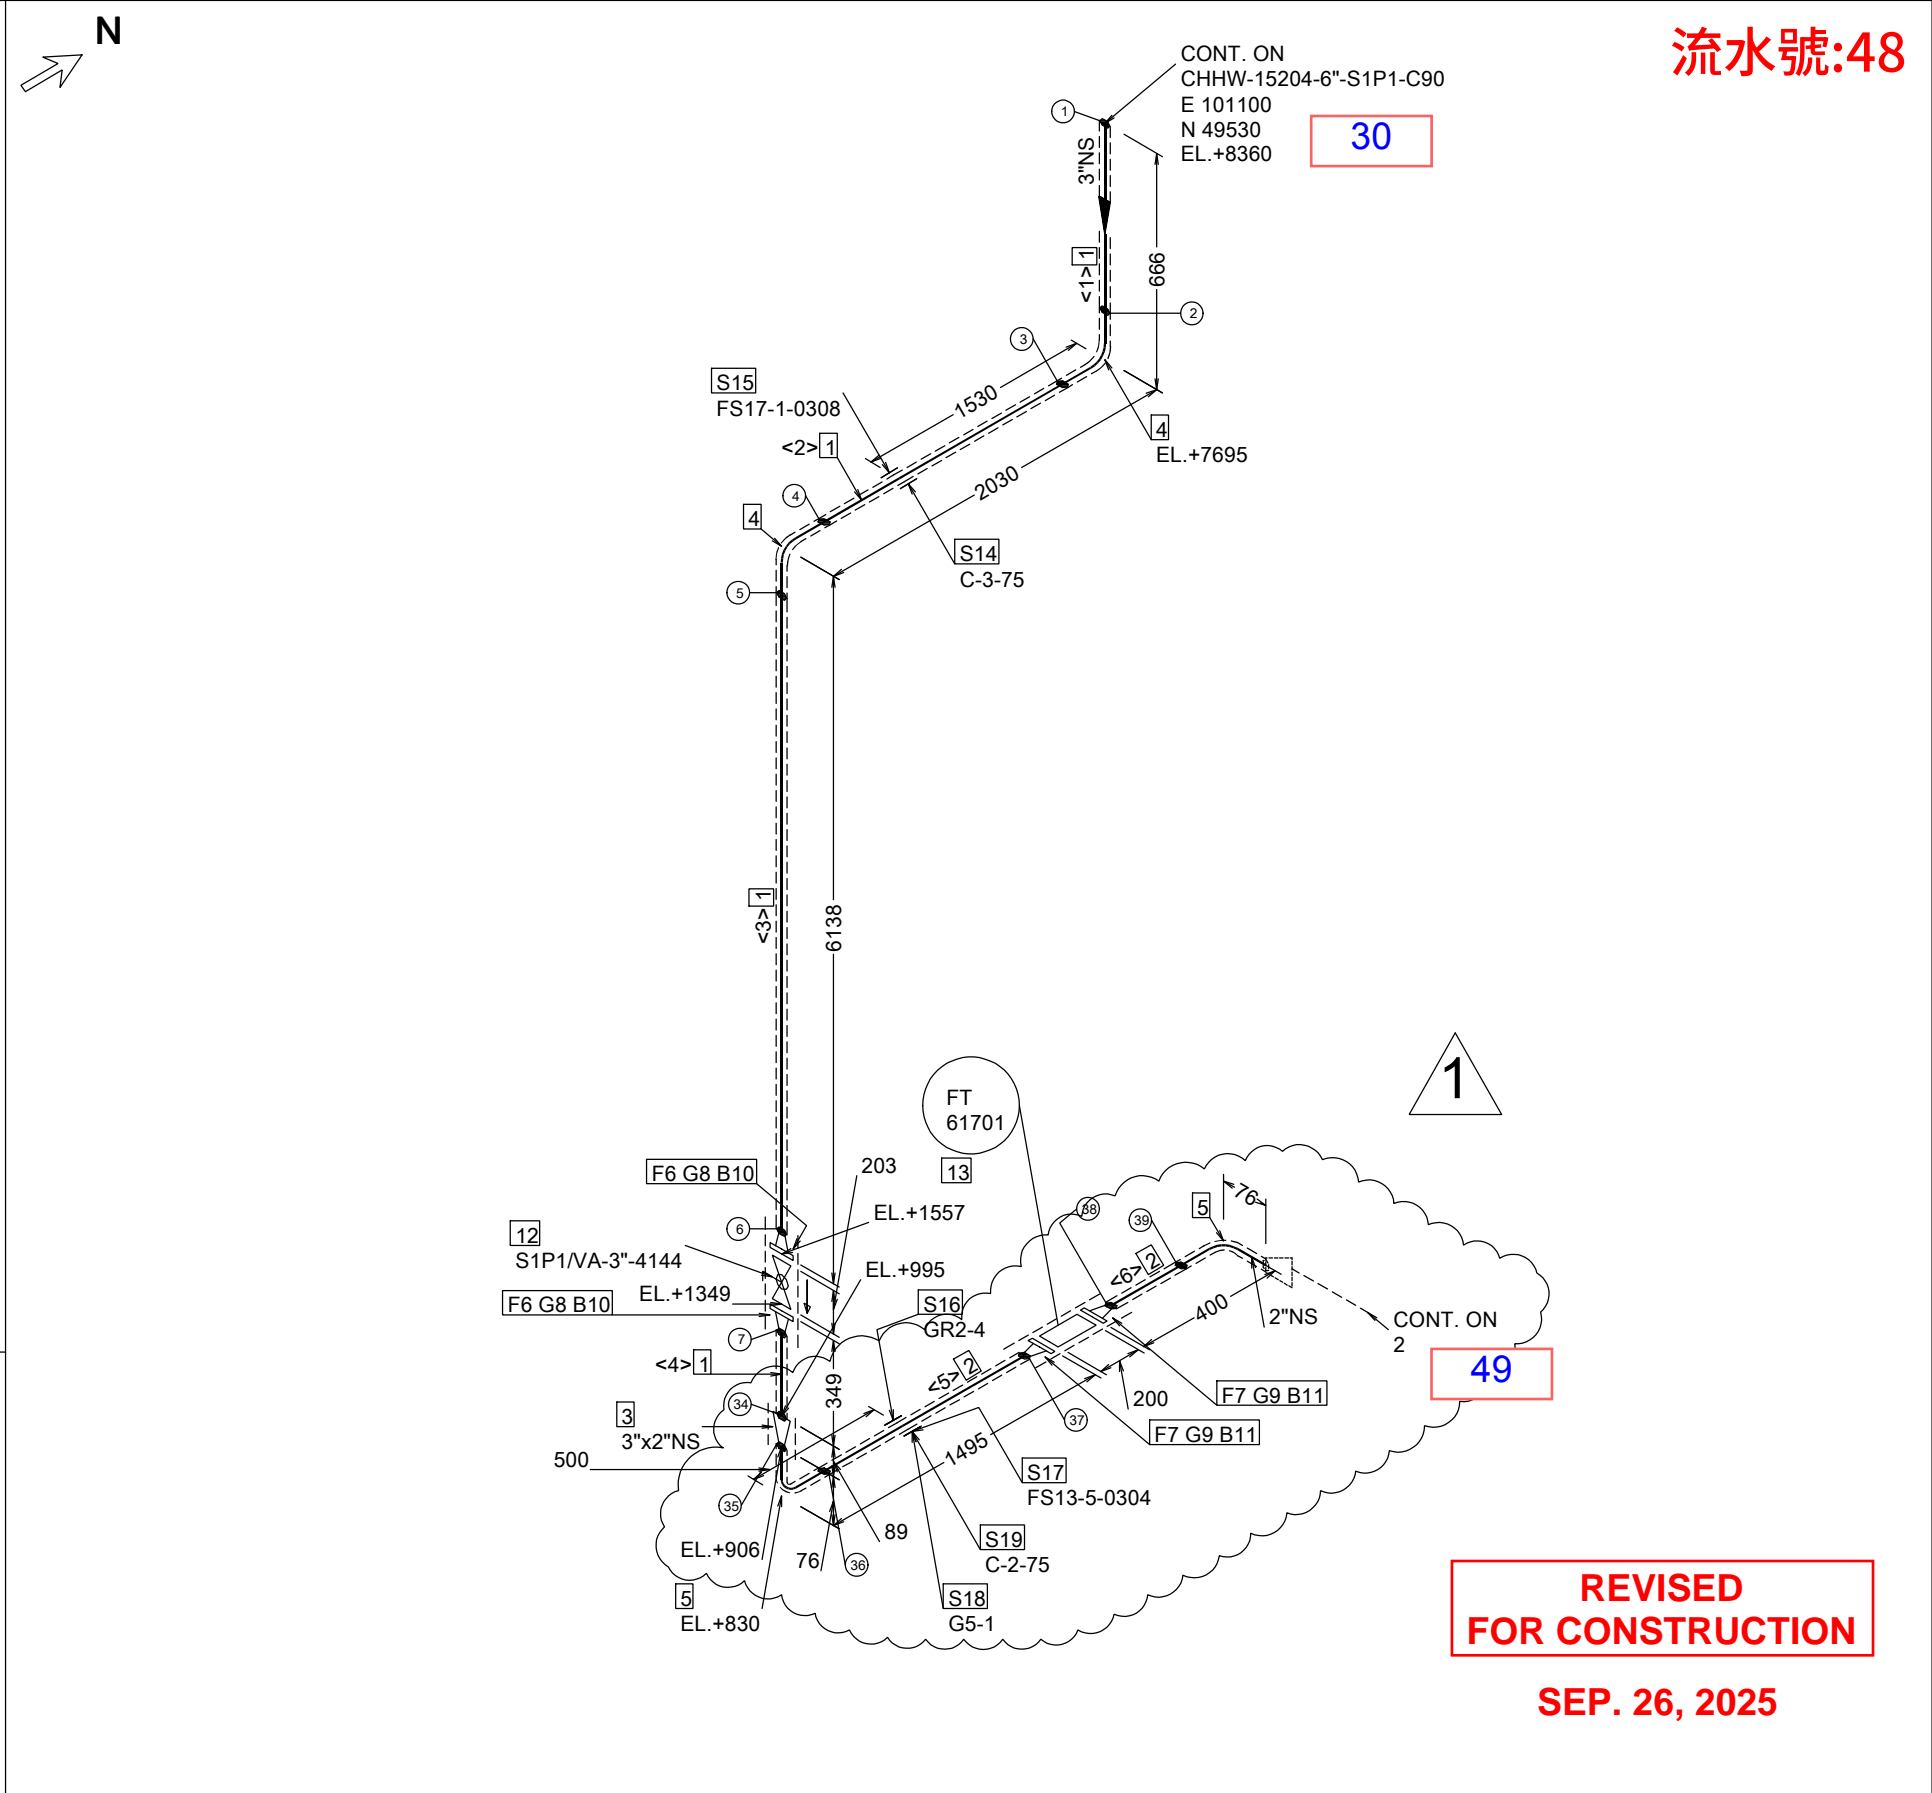 N
流水號:48
CONT. ON
CHHW-15204-6"-S1P1-C90
E 101100
N 49530
EL.+8360
30
1
3"NS
<1> 1
666
2
3
1530
S15
FS17-1-0308
<2> 1
4
EL.+7695
2030
4
4
S14
C-3-75
5
<3> 1
6138
1
FT
61701
13
F6 G8 B10
203
EL.+1557
6
12
S1P1/VA-3"-4144
EL.+995
EL.+1349
F6 G8 B10
S16
GR2-4
7
<4> 1
349
34
3
3"x2"NS
500
35
EL.+906
5
EL.+830
76
36
89
<5> 2
1495
S17
FS13-5-0304
S19
C-2-75
S18
G5-1
37
38
39
<6> 2
5
76
400
2"NS
200
F7 G9 B11
F7 G9 B11
CONT. ON
2
49
REVISED
FOR CONSTRUCTION
SEP. 26, 2025